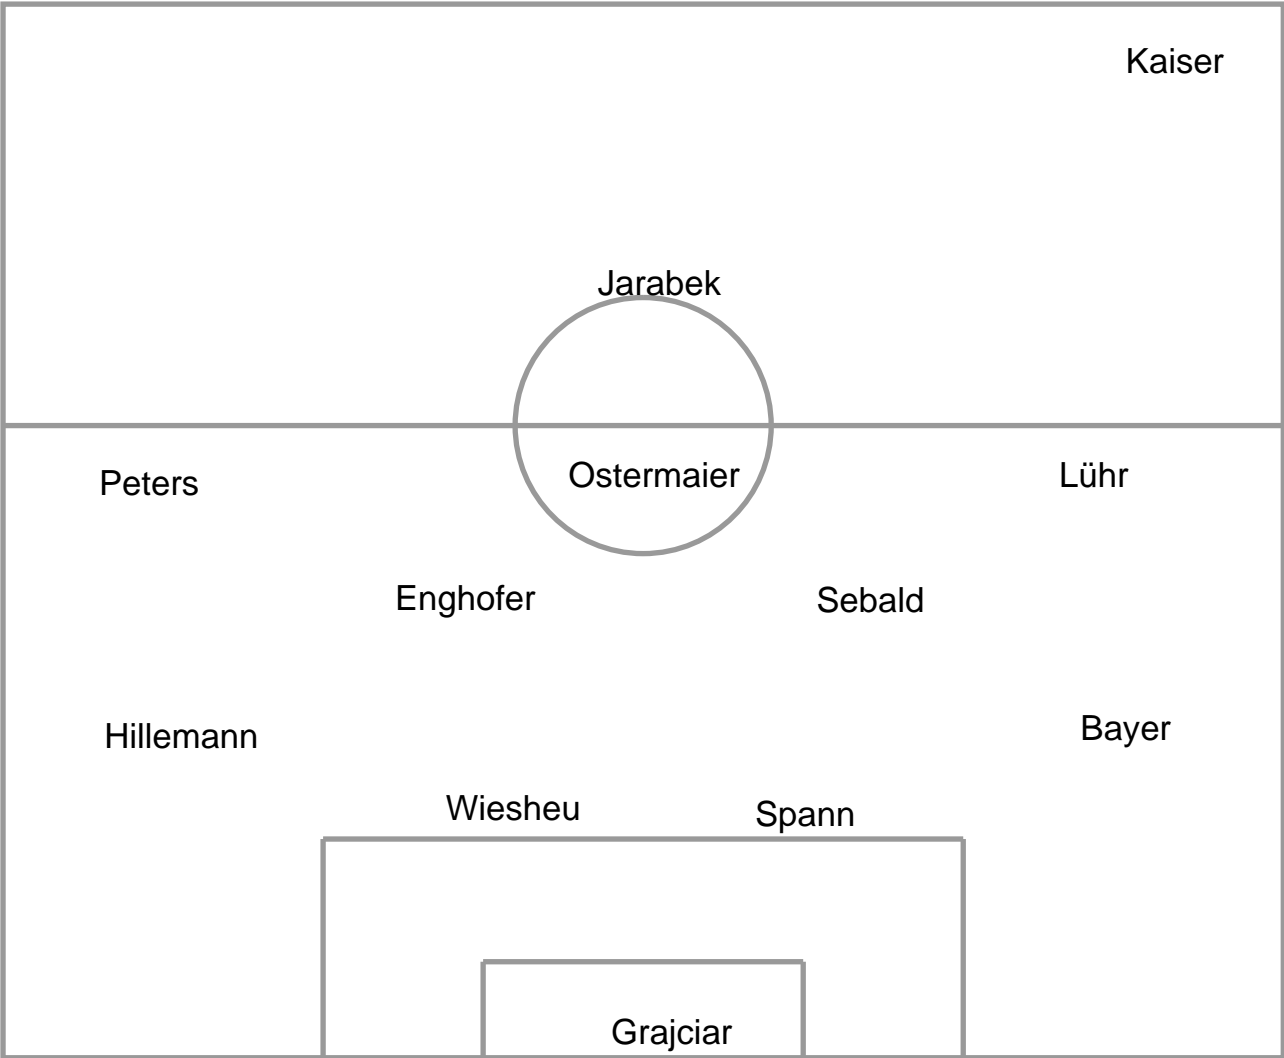 Kaiser
Jarabek
Peters
Ostermaier
Lühr
Enghofer
Sebald
Hillemann
Bayer
Wiesheu
Spann
Grajciar